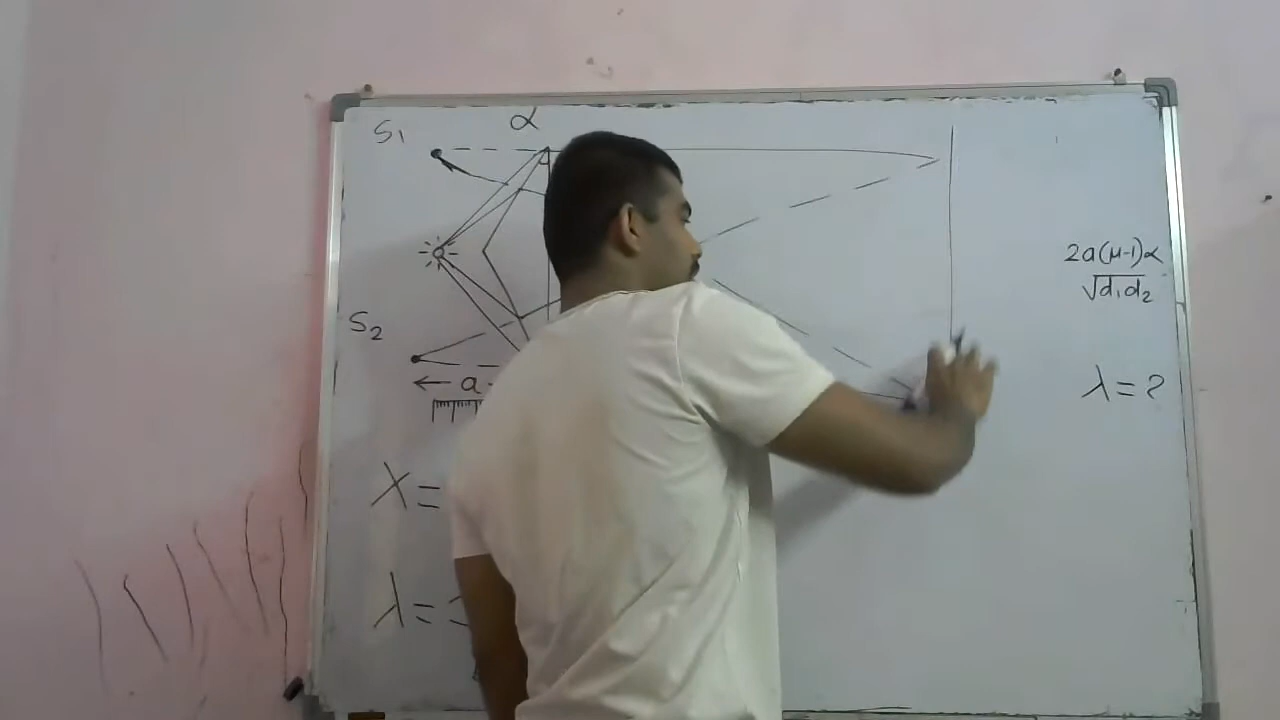 S₁
α
S₂
← a
X =
λ =
2a(μ-1)α
√d₁d₂
λ = ?